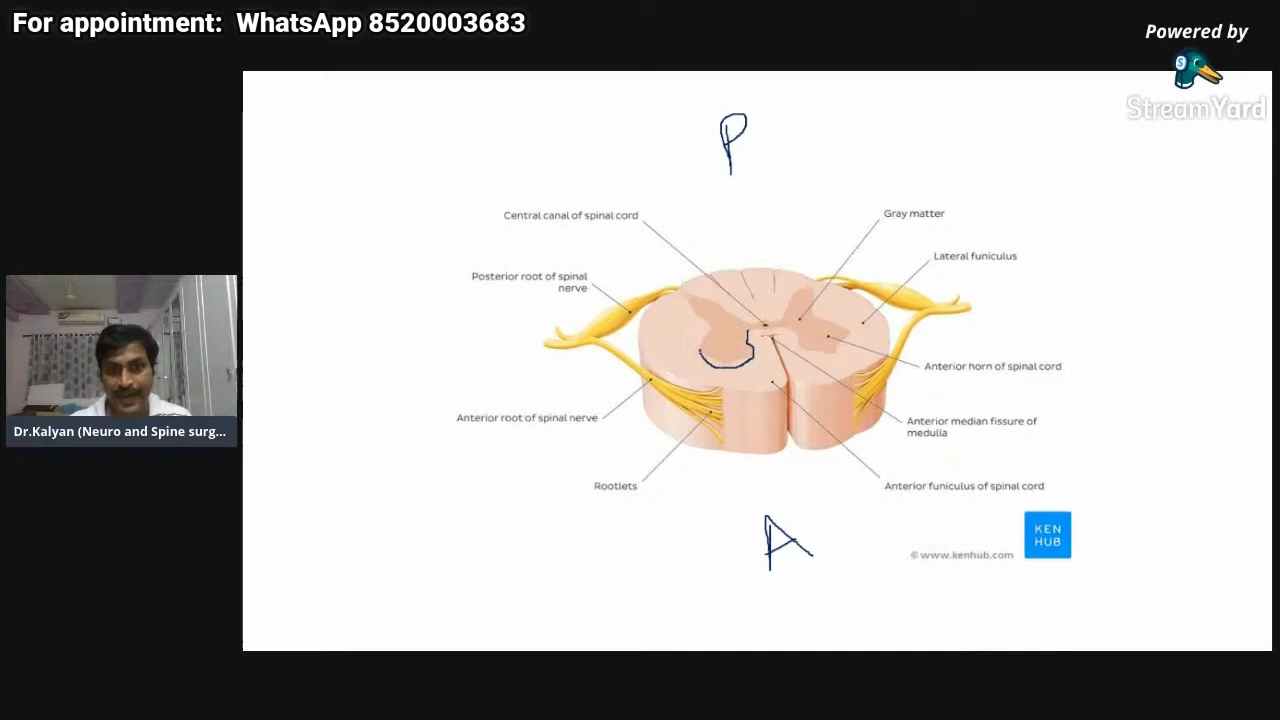 For appointment:  WhatsApp 8520003683
Powered by
S
StreamYard
P
Central canal of spinal cord
Gray matter
Lateral funiculus
Posterior root of spinal
nerve
Anterior horn of spinal cord
Anterior root of spinal nerve
Anterior median fissure of
medulla
Rootlets
Anterior funiculus of spinal cord
A
KEN
HUB
© www.kenhub.com
Dr.Kalyan (Neuro and Spine surg...